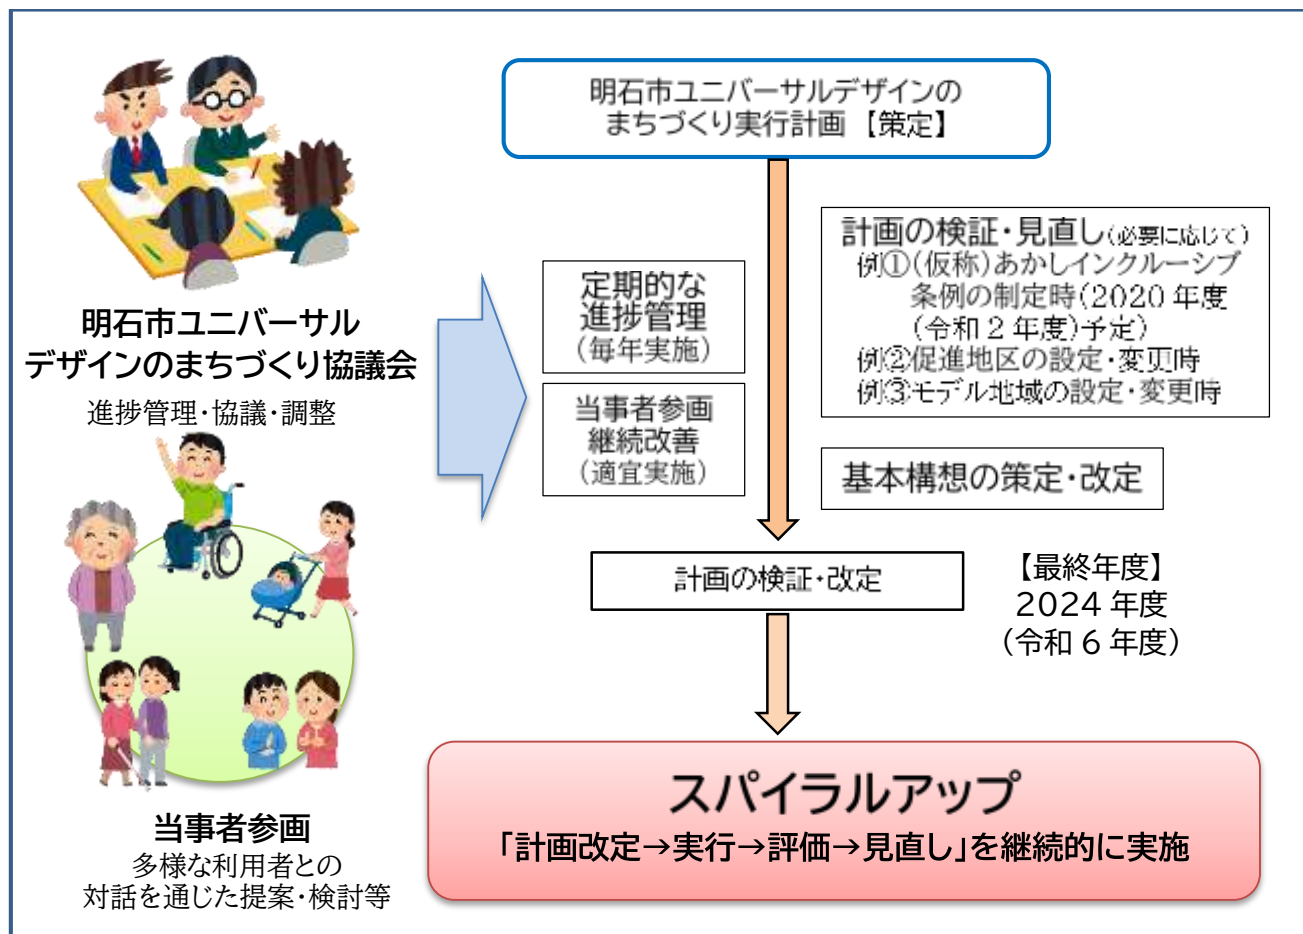 明石市ユニバーサルデザインの
まちづくり実行計画 【策定】
計画の検証・見直し(必要に応じて)
例①(仮称)あかしインクルーシブ
条例の制定時(2020 年度
(令和 2 年度)予定)
例②促進地区の設定・変更時
例③モデル地域の設定・変更時
定期的な
進捗管理
(毎年実施)
当事者参画
継続改善
(適宜実施)
基本構想の策定・改定
明石市ユニバーサル
デザインのまちづくり協議会
進捗管理・協議・調整
計画の検証・改定
【最終年度】
2024 年度
(令和 6 年度)
スパイラルアップ
「計画改定→実行→評価→見直し」を継続的に実施
当事者参画
多様な利用者との
対話を通じた提案・検討等